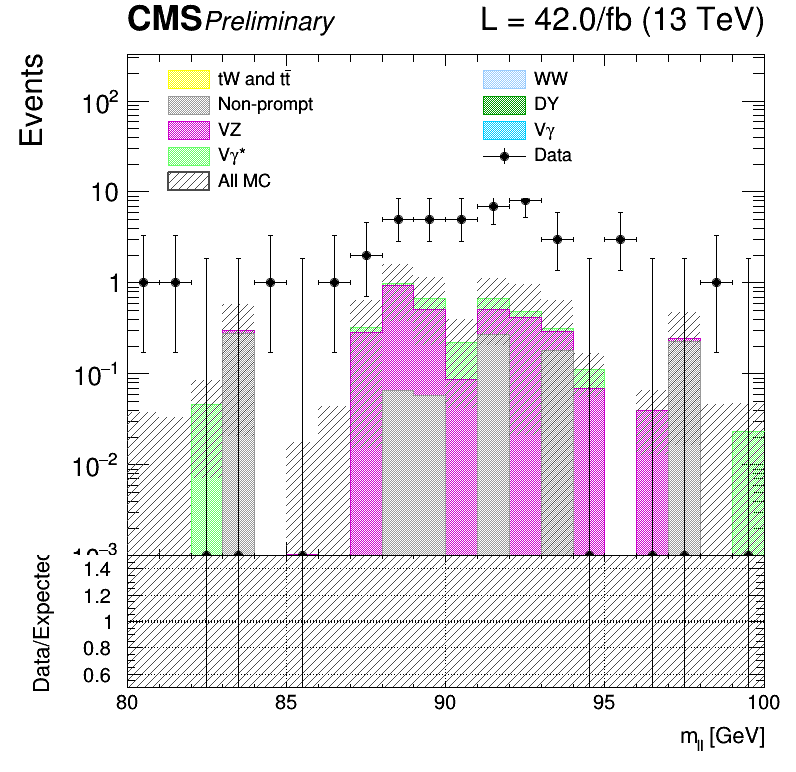 CMS Preliminary L = 42.0/fb (13 TeV)
Events
tW and tt̄ WW
Non-prompt DY
VZ Vγ
Vγ* Data
All MC
10²
10
1
10⁻¹
10⁻²
Data/Expected
1.4
1.2
1
0.8
0.6
80 85 90 95 100
m_ll [GeV]